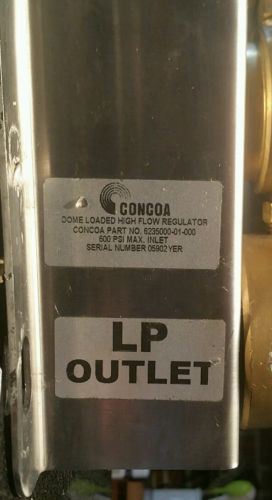 CONCOA
DOME LOADED HIGH FLOW REGULATOR
CONCOA PART NO. 6235000-01-000
600 PSI MAX. INLET
SERIAL NUMBER 05902YER
LP
OUTLET